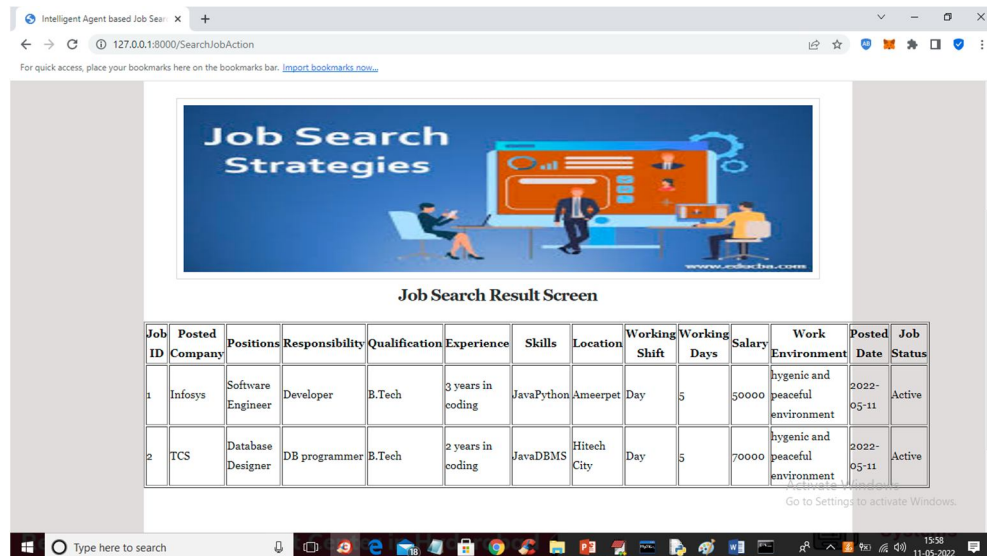 Intelligent Agent based Job Sear
127.0.0.1:8000/SearchJobAction
For quick access, place your bookmarks here on the bookmarks bar. Import bookmarks now...
Job Search
Strategies
www.educba.com
Job Search Result Screen
Job ID Posted Company Positions Responsibility Qualification Experience Skills Location Working Shift Working Days Salary Work Environment Posted Date Job Status
1 Infosys Software Engineer Developer B.Tech 3 years in coding JavaPython Ameerpet Day 5 50000 hygenic and peaceful environment 2022-05-11 Active
2 TCS Database Designer DB programmer B.Tech 2 years in coding JavaDBMS Hitech City Day 5 70000 hygenic and peaceful environment 2022-05-11 Active
Activate Windows
Go to Settings to activate Windows.
Type here to search
18
15:58
11-05-2022